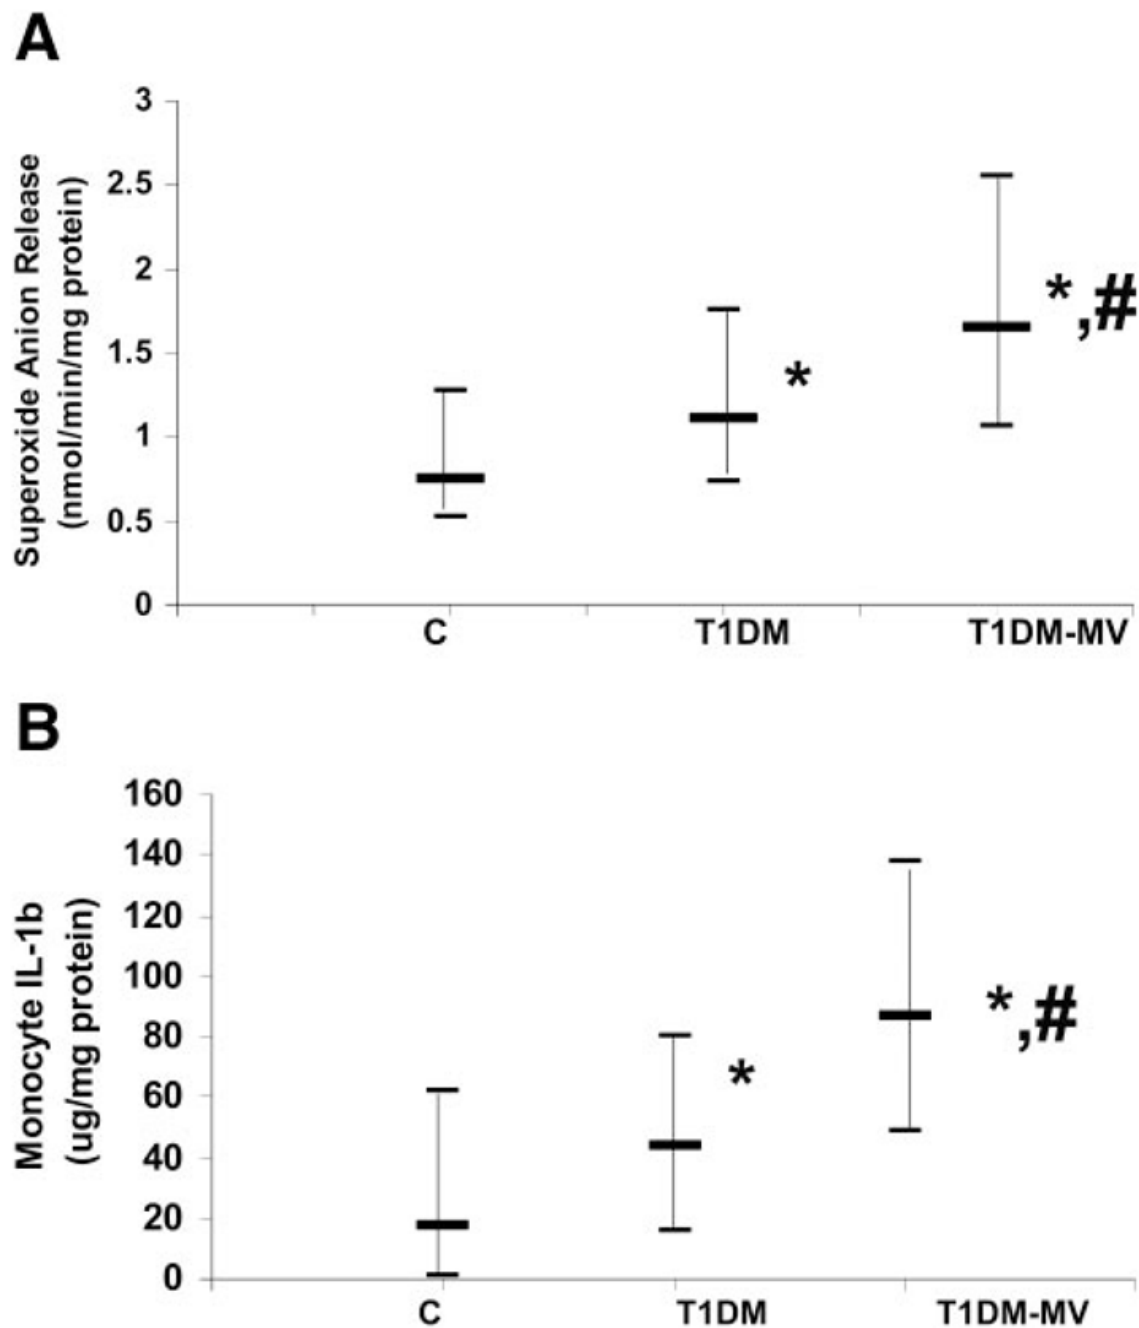 A
Superoxide Anion Release
(nmol/min/mg protein)
3
2.5
2
1.5
1
0.5
0
*
*,#
C T1DM T1DM-MV
B
Monocyte IL-1b
(ug/mg protein)
160
140
120
100
80
60
40
20
0
*
*,#
C T1DM T1DM-MV